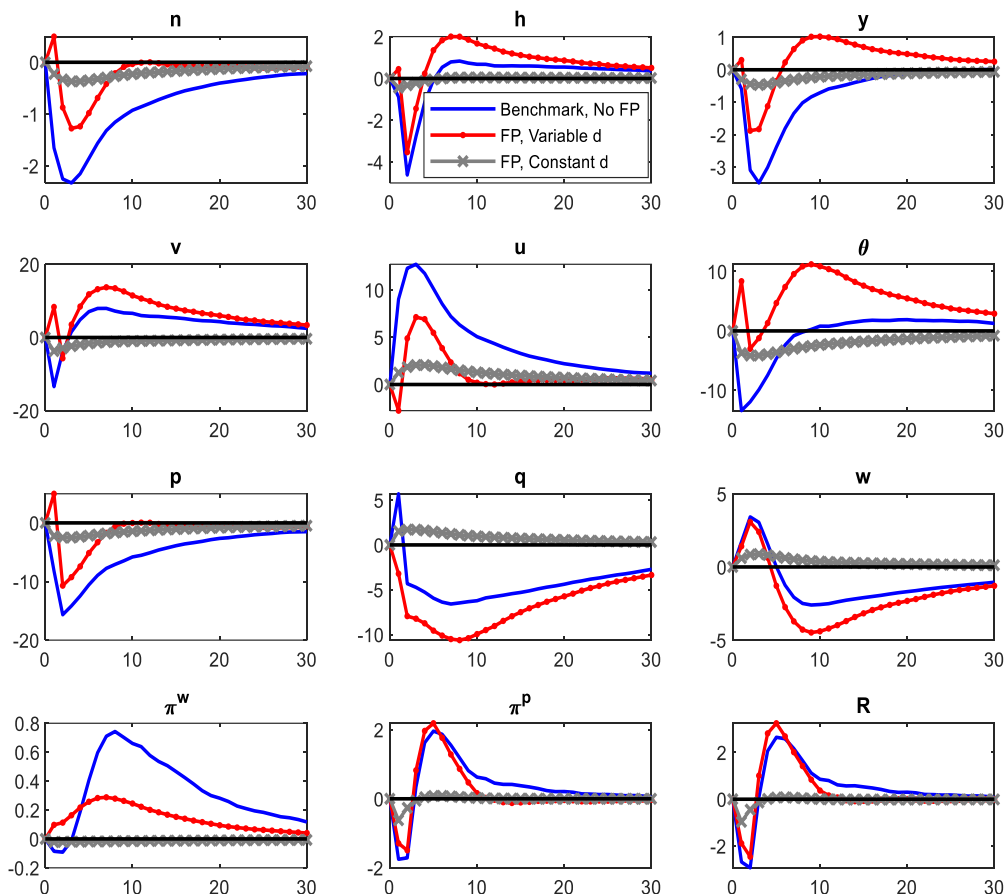 n h y
0 -1 -2
0 10 20 30
2 0 -2 -4
0 10 20 30
Benchmark, No FP
FP, Variable d
FP, Constant d
1 0 -1 -2 -3
0 10 20 30
v u θ
20 0 -20
0 10 20 30
10 5 0
0 10 20 30
10 0 -10
0 10 20 30
p q w
0 -10 -20
0 10 20 30
5 0 -5 -10
0 10 20 30
5 0 -5
0 10 20 30
π^w π^p R
0.8 0.6 0.4 0.2 0 -0.2
0 10 20 30
2 0 -2
0 10 20 30
2 0 -2
0 10 20 30